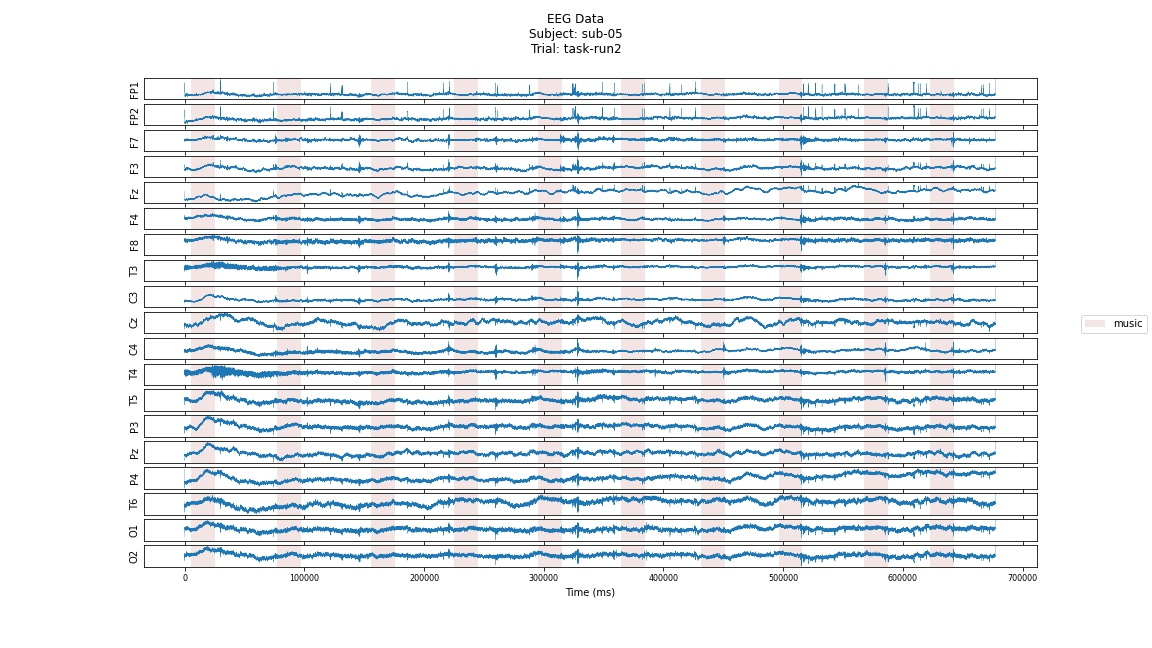 EEG Data
Subject: sub-05
Trial: task-run2
FP1
FP2
F7
F3
Fz
F4
F8
T3
C3
Cz
C4
T4
T5
P3
Pz
P4
T6
O1
O2
music
0 100000 200000 300000 400000 500000 600000 700000
Time (ms)